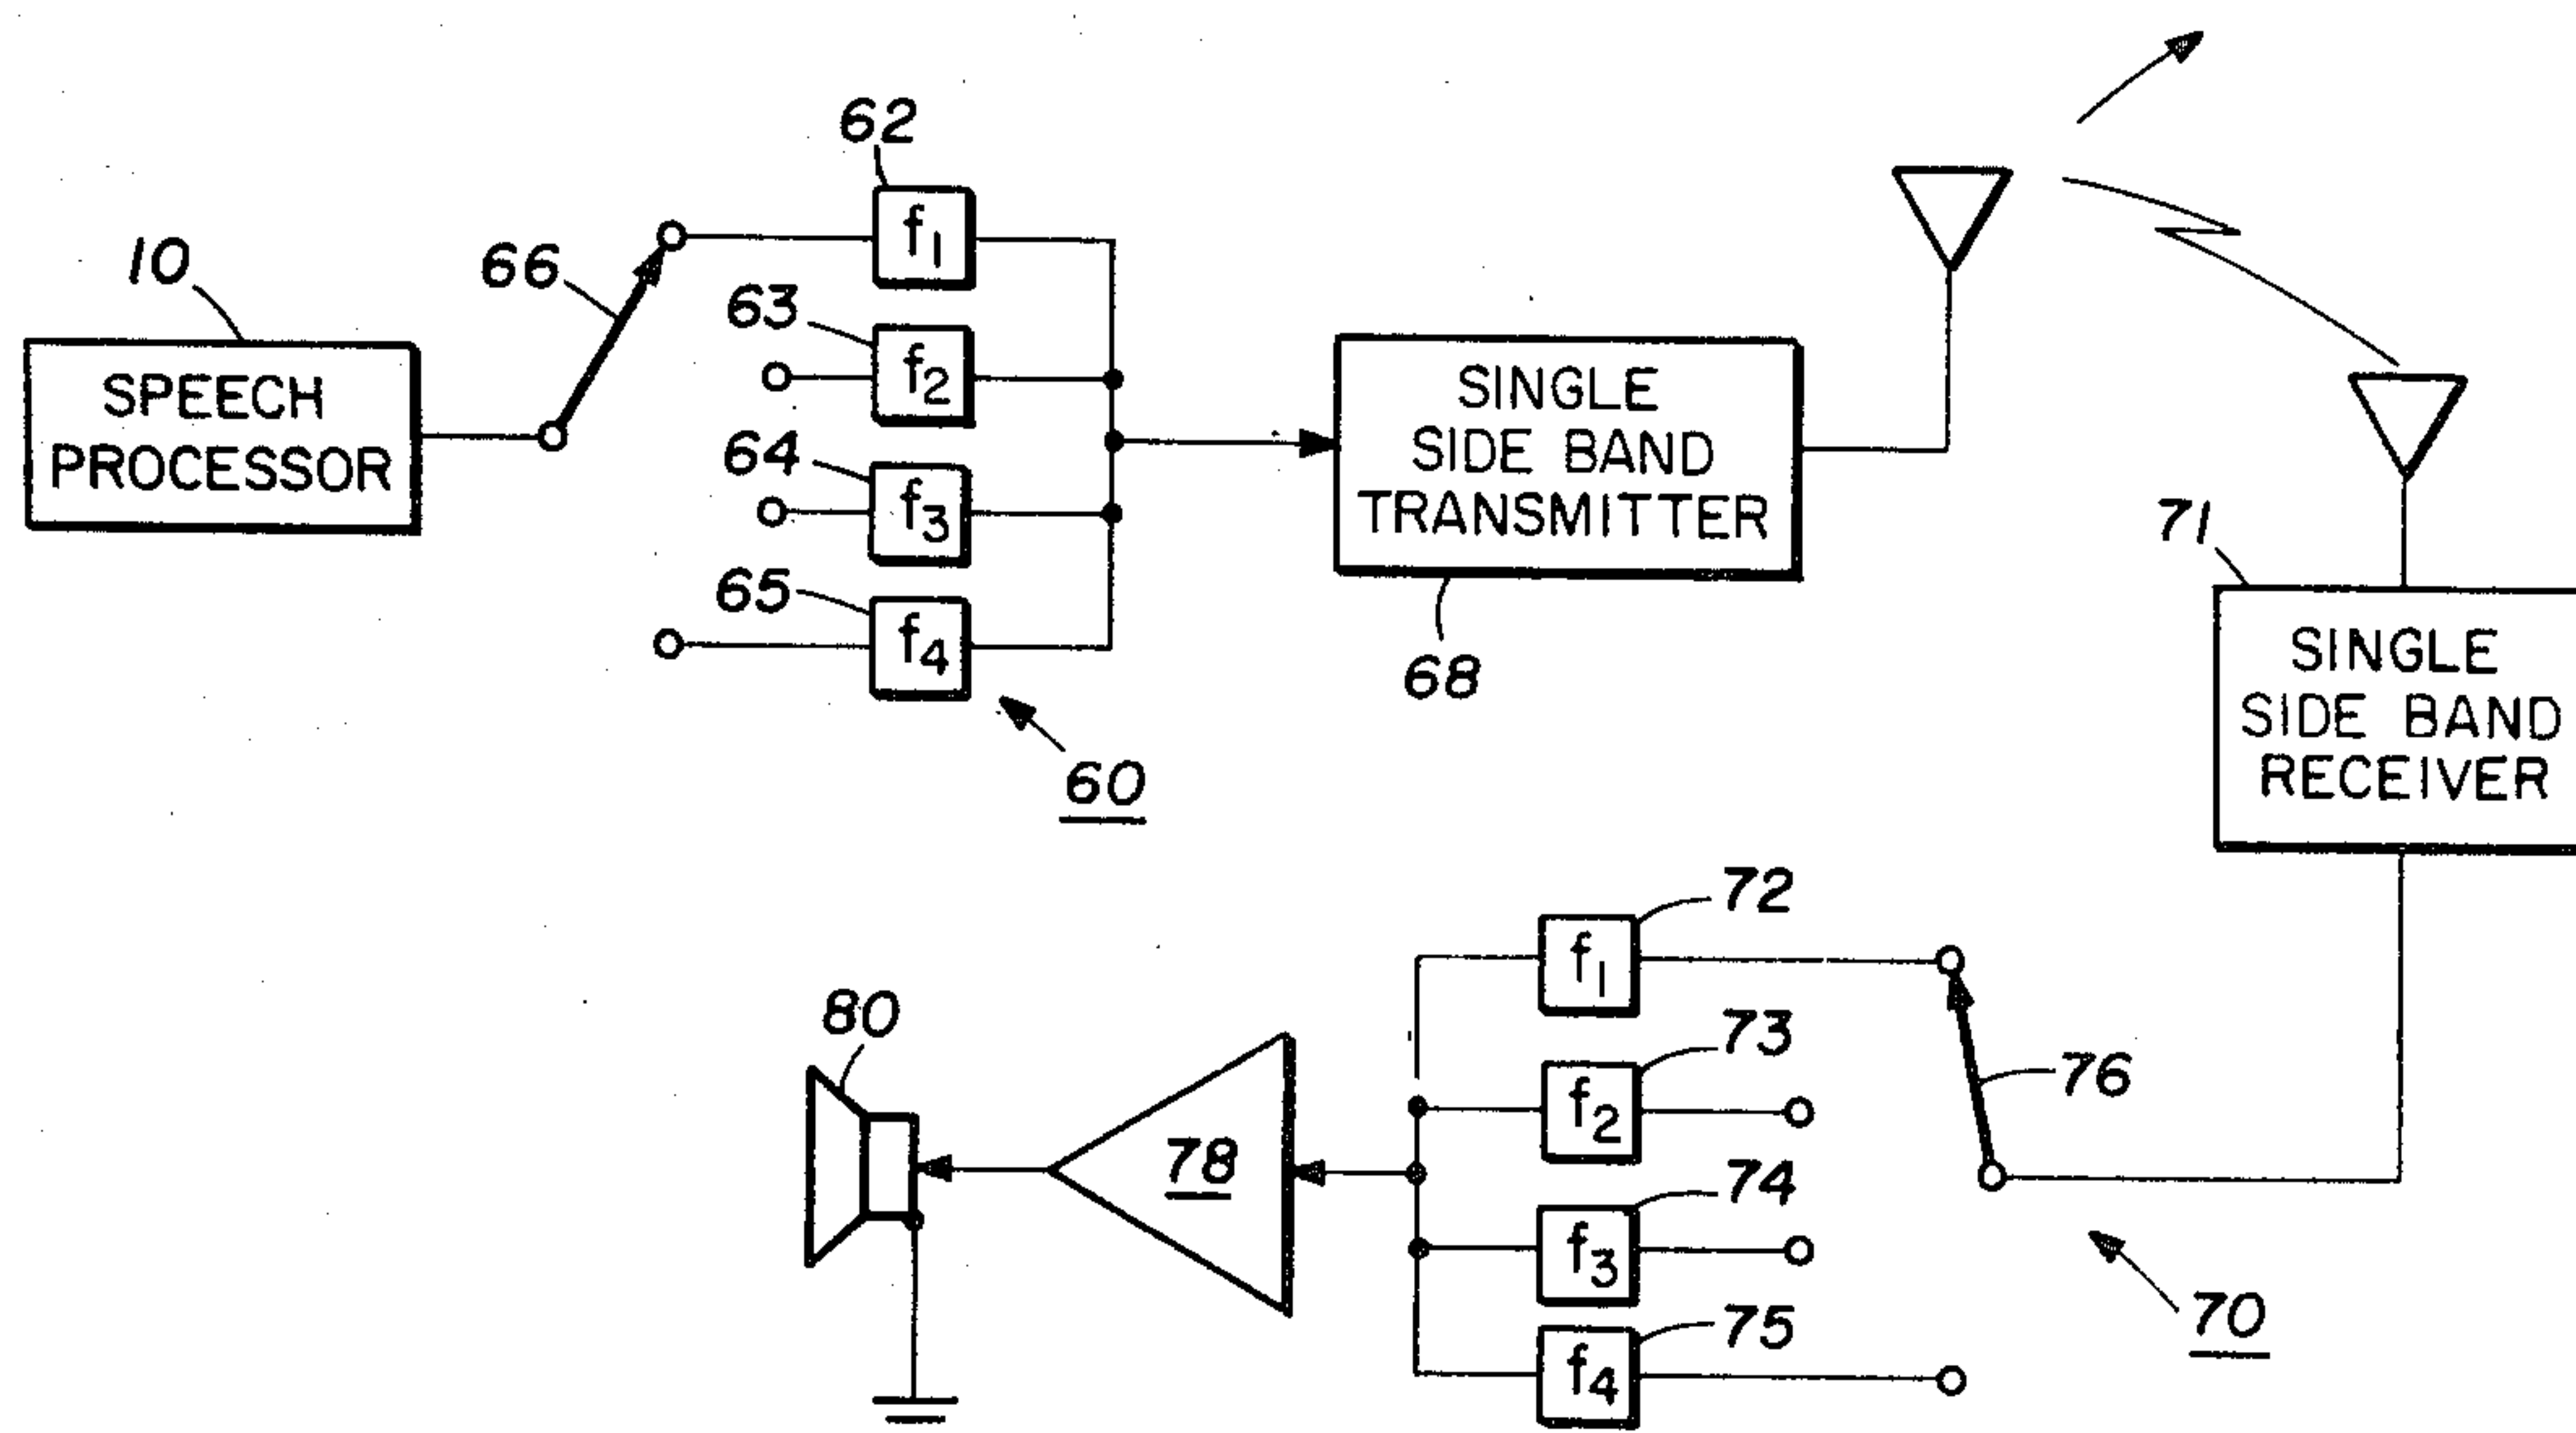 62
f1
10
66
63
f2
SPEECH
PROCESSOR
64
f3
65
f4
60
SINGLE
SIDE BAND
TRANSMITTER
68
71
SINGLE
SIDE BAND
RECEIVER
72
f1
73
f2
76
74
f3
75
f4
70
78
80